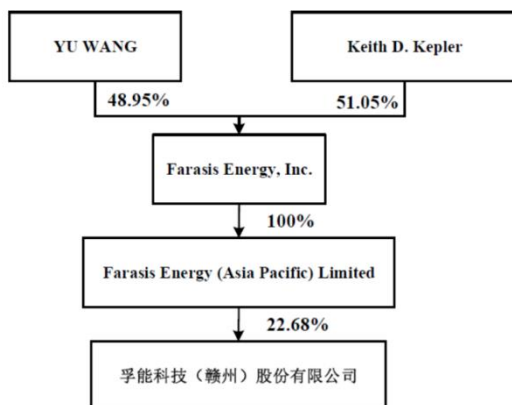 YU WANG
Keith D. Kepler
48.95%
51.05%
Farasis Energy, Inc.
100%
Farasis Energy (Asia Pacific) Limited
22.68%
孚能科技（赣州）股份有限公司